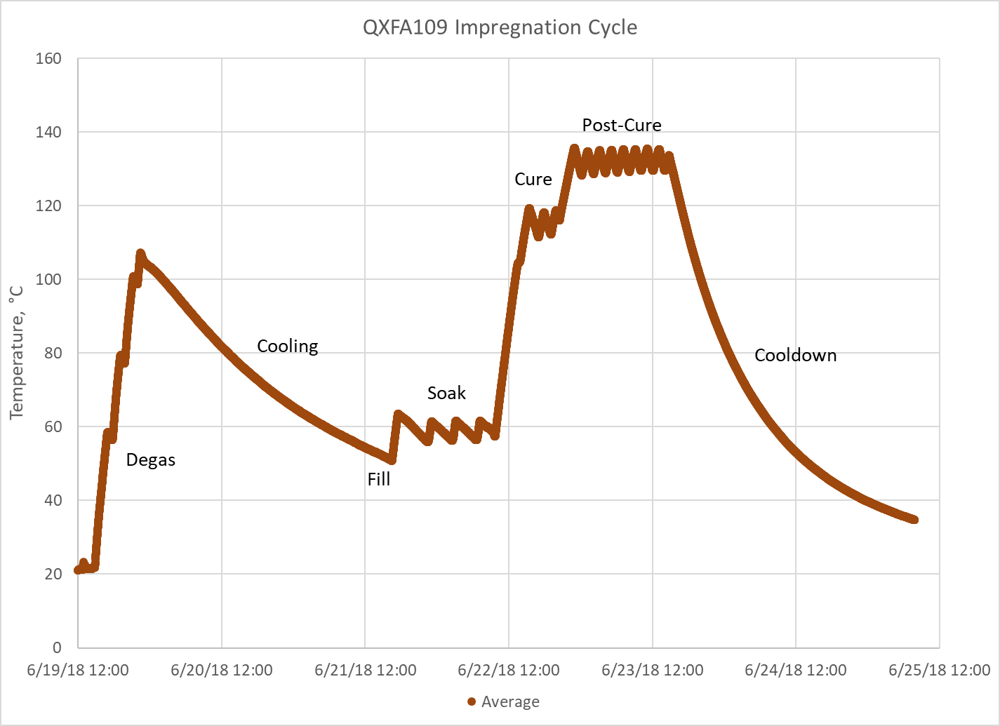 QXFA109 Impregnation Cycle
160
140
120
100
80
60
40
20
0
Temperature, °C
Post-Cure
Cure
Cooling
Cooldown
Soak
Degas
Fill
6/19/18 12:00
6/20/18 12:00
6/21/18 12:00
6/22/18 12:00
6/23/18 12:00
6/24/18 12:00
6/25/18 12:00
Average